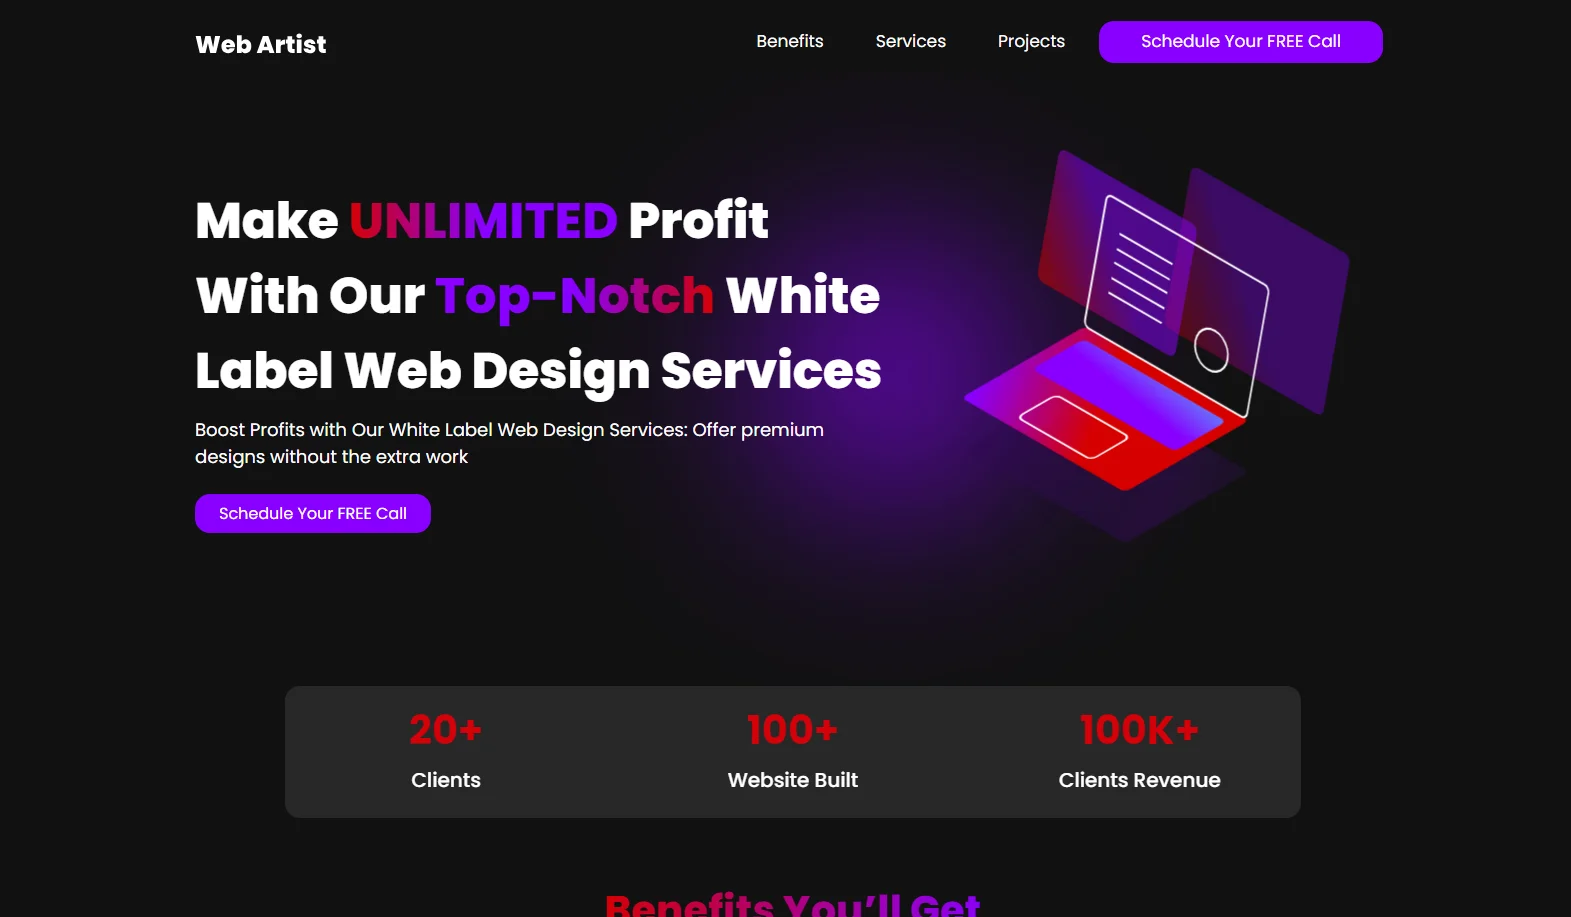 Web Artist
Benefits
Services
Projects
Schedule Your FREE Call
Make UNLIMITED Profit
With Our Top-Notch White
Label Web Design Services
Boost Profits with Our White Label Web Design Services: Offer premium
designs without the extra work
Schedule Your FREE Call
20+
Clients
100+
Website Built
100K+
Clients Revenue
Benefits You’ll Get